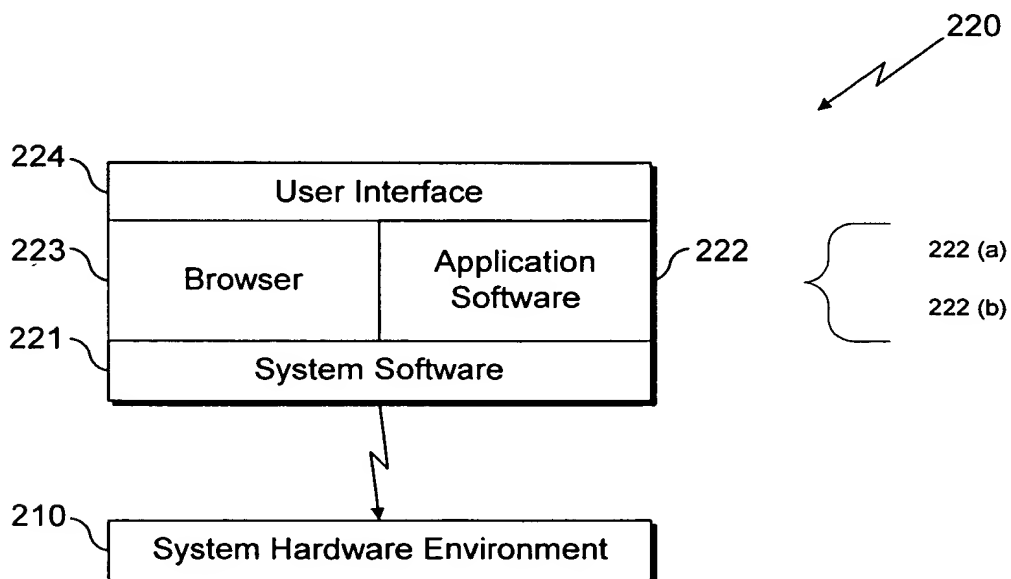 220
224
User Interface
223
Browser
Application
Software
222
222 (a)
222 (b)
221
System Software
210
System Hardware Environment